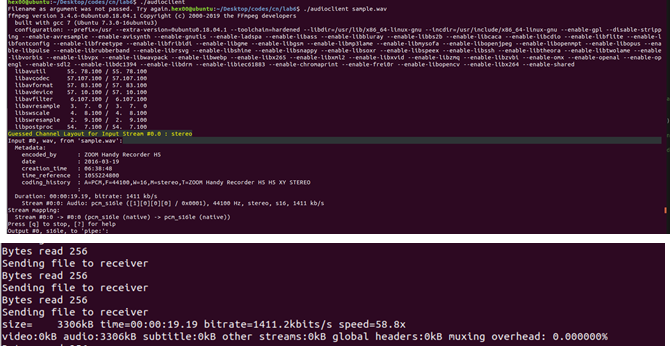 hex00@ubuntu:~/Desktop/codes/cn/lab6$ ./audioclient
Filename as argument was not passed. Try again.hex00@ubuntu:~/Desktop/codes/cn/lab6$ ./audioclient sample.wav
ffmpeg version 3.4.6-0ubuntu0.18.04.1 Copyright (c) 2000-2019 the FFmpeg developers
built with gcc 7 (Ubuntu 7.3.0-16ubuntu3)
configuration: --prefix=/usr --extra-version=0ubuntu0.18.04.1 --toolchain=hardened --libdir=/usr/lib/x86_64-linux-gnu --incdir=/usr/include/x86_64-linux-gnu --enable-gpl --disable-stripp
ing --enable-avresample --enable-avisynth --enable-gnutls --enable-ladspa --enable-libass --enable-libbluray --enable-libbs2b --enable-libcaca --enable-libcdio --enable-libflite --enable-l
ibfontconfig --enable-libfreetype --enable-libfribidi --enable-libgme --enable-libgsm --enable-libmp3lame --enable-libmysofa --enable-libopenjpeg --enable-libopenmpt --enable-libopus --ena
ble-libpulse --enable-librubberband --enable-librsvg --enable-libshine --enable-libsnappy --enable-libsoxr --enable-libspeex --enable-libssh --enable-libtheora --enable-libtwolame --enable
-libvorbis --enable-libvpx --enable-libwavpack --enable-libwebp --enable-libx265 --enable-libxml2 --enable-libxvid --enable-libzmq --enable-libzvbi --enable-omx --enable-openal --enable-op
engl --enable-sdl2 --enable-libdc1394 --enable-libdrm --enable-libiec61883 --enable-chromaprint --enable-frei0r --enable-libopencv --enable-libx264 --enable-shared
libavutil 55. 78.100 / 55. 78.100
libavcodec 57.107.100 / 57.107.100
libavformat 57. 83.100 / 57. 83.100
libavdevice 57. 10.100 / 57. 10.100
libavfilter 6.107.100 / 6.107.100
libavresample 3. 7. 0 / 3. 7. 0
libswscale 4. 8.100 / 4. 8.100
libswresample 2. 9.100 / 2. 9.100
libpostproc 54. 7.100 / 54. 7.100
Guessed Channel Layout for Input Stream #0.0 : stereo
Input #0, wav, from 'sample.wav':
Metadata:
encoded_by : ZOOM Handy Recorder H5
date : 2016-03-19
creation_time : 06:38:48
time_reference : 1055224800
coding_history : A=PCM,F=44100,W=16,M=stereo,T=ZOOM Handy Recorder H5 H5 XY STEREO
:
Duration: 00:00:19.19, bitrate: 1411 kb/s
Stream #0:0: Audio: pcm_s16le ([1][0][0][0] / 0x0001), 44100 Hz, stereo, s16, 1411 kb/s
Stream mapping:
Stream #0:0 -> #0:0 (pcm_s16le (native) -> pcm_s16le (native))
Press [q] to stop, [?] for help
Output #0, s16le, to 'pipe:':
Bytes read 256
Sending file to receiver
Bytes read 256
Sending file to receiver
Bytes read 256
Sending file to receiver
size= 3306kB time=00:00:19.19 bitrate=1411.2kbits/s speed=58.8x
video:0kB audio:3306kB subtitle:0kB other streams:0kB global headers:0kB muxing overhead: 0.000000%